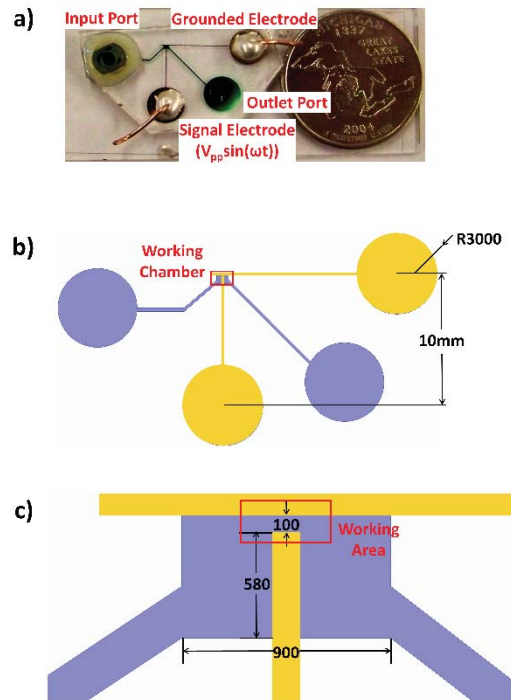 a)
Input Port
Grounded Electrode
MICHIGAN
1837
GREAT
LAKES
STATE
2004
Outlet Port
Signal Electrode
(Vppsin(ωt))
b)
Working
Chamber
R3000
10mm
c)
100
Working
Area
580
900